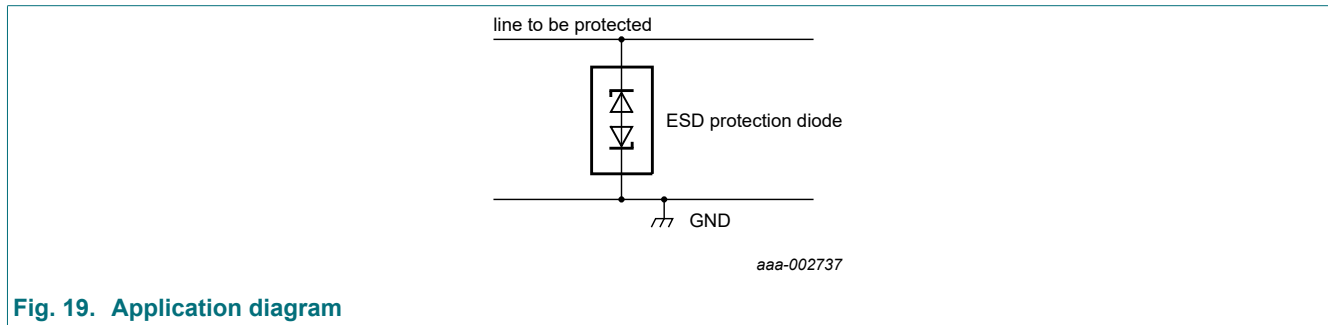 line to be protected
ESD protection diode
GND
aaa-002737
Fig. 19. Application diagram